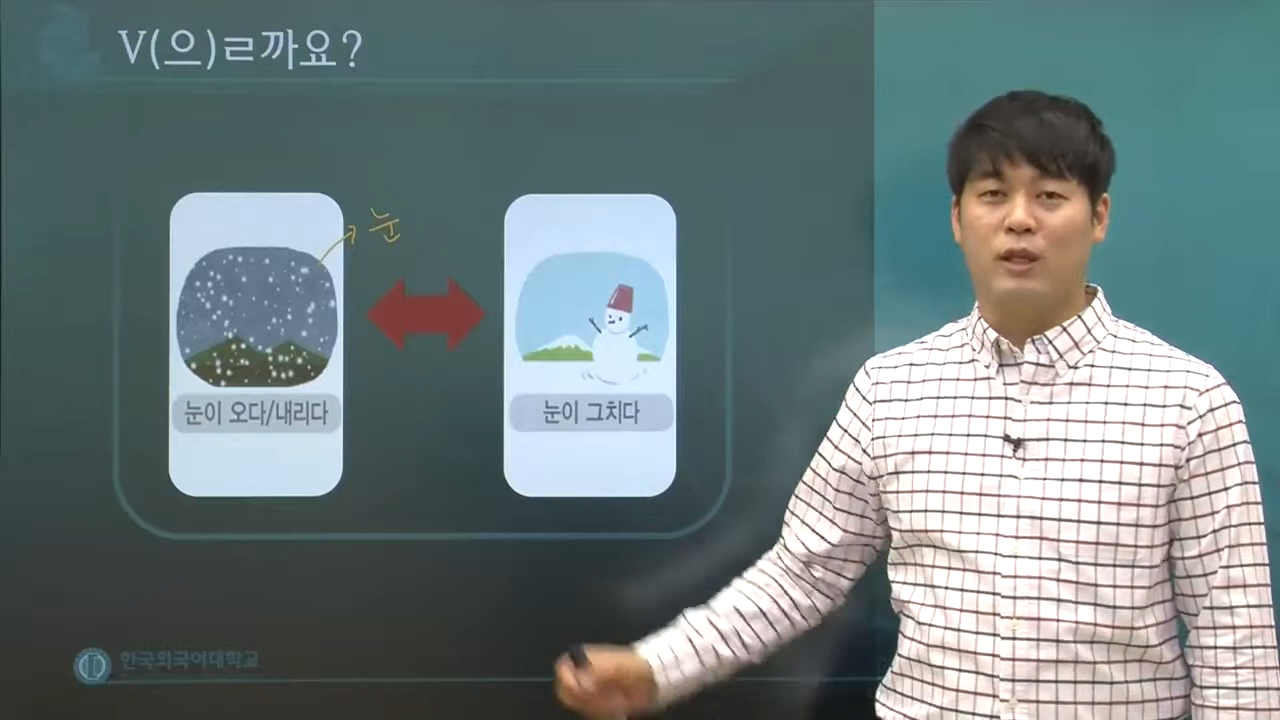 V(으)ㄹ까요?
눈
눈이 오다/내리다
눈이 그치다
한국외국어대학교